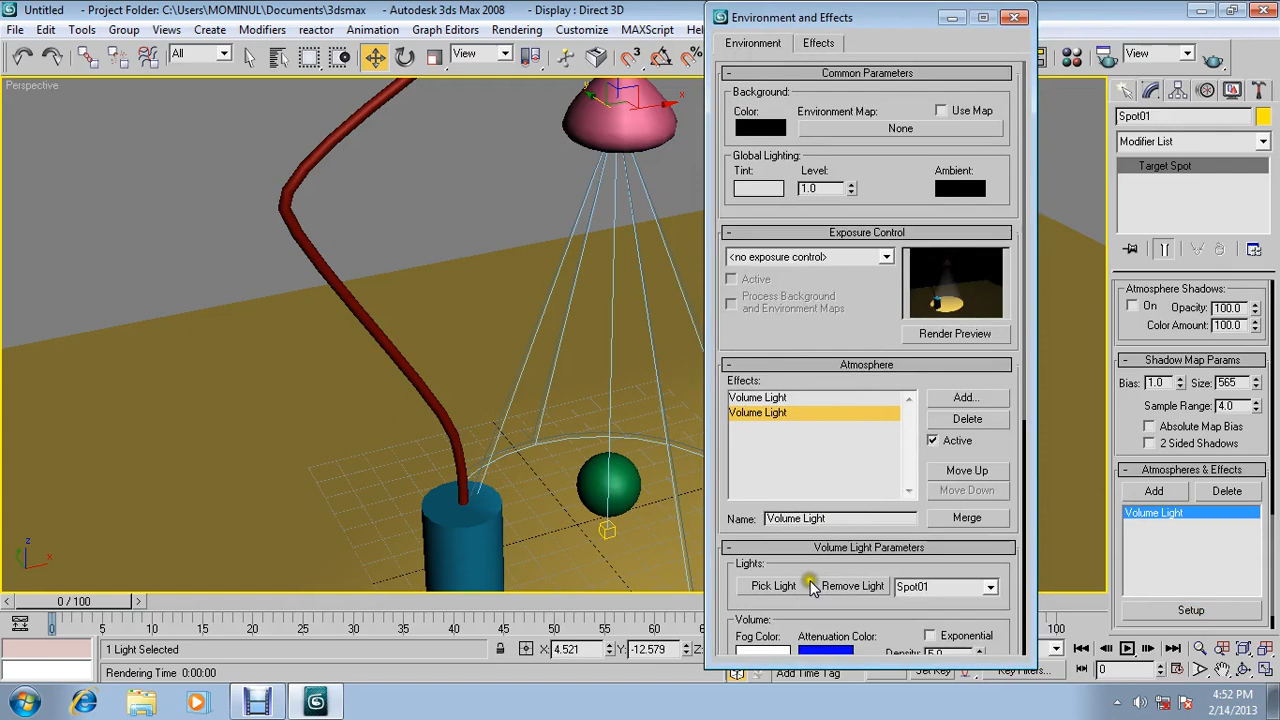 Untitled - Project Folder: C:\Users\MOMINUL\Documents\3dsmax - Autodesk 3ds Max 2008 - Display : Direct 3D
File Edit Tools Group Views Create Modifiers reactor Animation Graph Editors Rendering Customize MAXScript
All
View
3
%
View
Perspective
x
y
z
x
Environment and Effects
Environment Effects
Common Parameters
Background:
Color: Environment Map: Use Map
None
Global Lighting:
Tint: Level: Ambient:
1.0
Exposure Control
<no exposure control>
Active
Process Background
and Environment Maps
Render Preview
Atmosphere
Effects:
Volume Light
Volume Light
Add...
Delete
Active
Move Up
Move Down
Name: Volume Light Merge
Volume Light Parameters
Lights:
Pick Light Remove Light Spot01
Volume:
Fog Color: Attenuation Color: Exponential
Density: 5.0
Spot01
Modifier List
Target Spot
Atmosphere Shadows:
On Opacity: 100.0
Color Amount: 100.0
Shadow Map Params
Bias: 1.0 Size: 565
Sample Range: 4.0
Absolute Map Bias
2 Sided Shadows
Atmospheres & Effects
Add Delete
Volume Light
Setup
0 / 100
0 5 10 15 20 25 30 35 40 45 50 55 60 100
1 Light Selected X: 4.521 Y: -12.579 Z:
Rendering Time 0:00:00 Add Time Tag Set Key Key Filters...
0
4:52 PM
2/14/2013